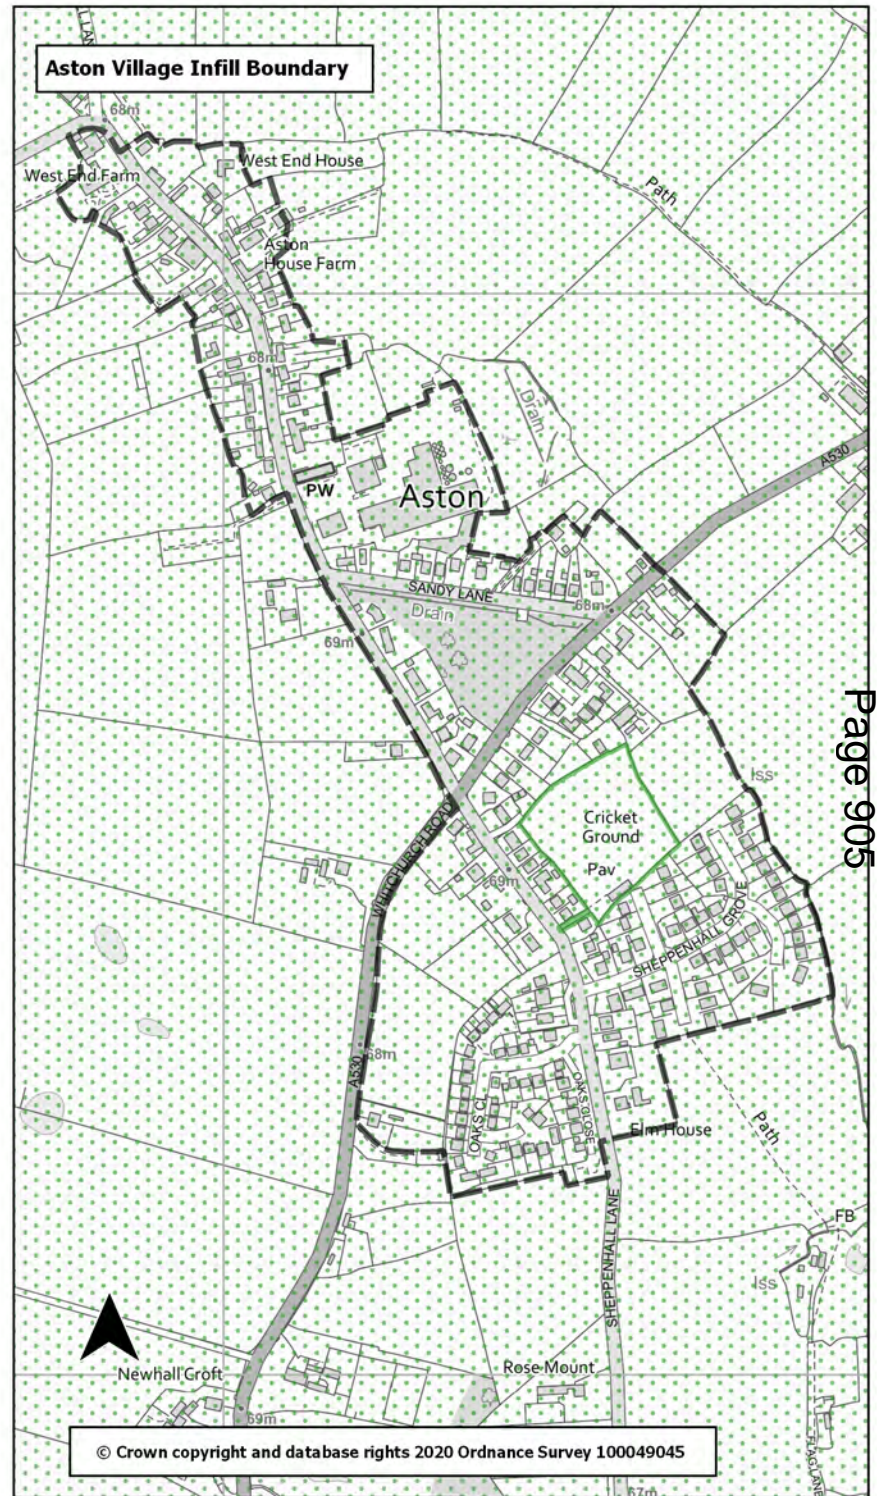 Aston Village Infill Boundary
68m
West End House
West End Farm
Path
Aston
House Farm
68m
Drain
A530
PW
Aston
SANDY LANE
68m
Drain
69m
Page 905
Iss
Cricket
Ground
WHITCHURCH ROAD
Pav
69m
SHEPPENHALL GROVE
68m
A530
OAKS CL
OAKS CLOSE
Path
Elm House
FB
SHEPPENHALL LANE
Iss
Newhall Croft
Rose Mount
69m
FLAG LANE
© Crown copyright and database rights 2020 Ordnance Survey 100049045
67m